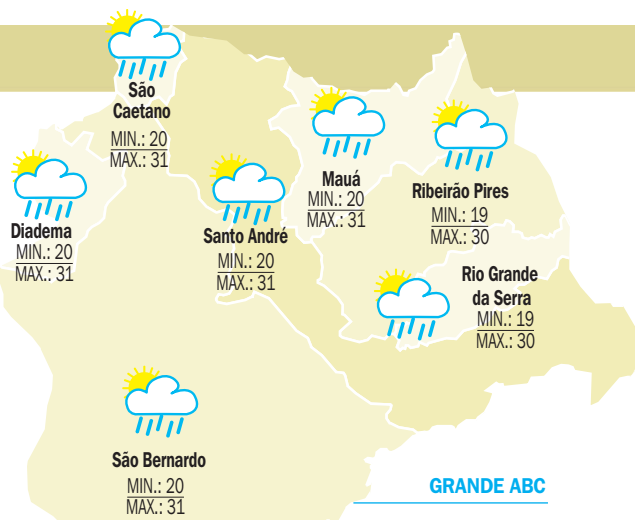 São
Caetano
MIN.: 20
MAX.: 31
Mauá
MIN.: 20
MAX.: 31
Ribeirão Pires
MIN.: 19
MAX.: 30
Diadema
MIN.: 20
MAX.: 31
Santo André
MIN.: 20
MAX.: 31
Rio Grande
da Serra
MIN.: 19
MAX.: 30
São Bernardo
MIN.: 20
MAX.: 31
GRANDE ABC